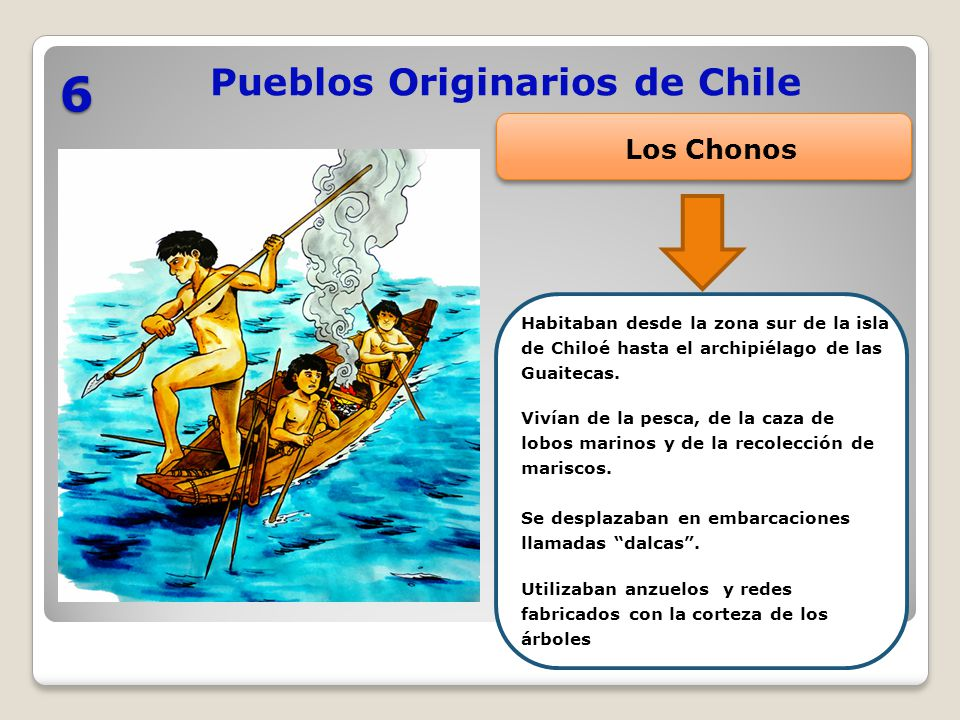 6
Pueblos Originarios de Chile
Los Chonos
Habitaban desde la zona sur de la isla
de Chiloé hasta el archipiélago de las
Guaitecas.
Vivían de la pesca, de la caza de
lobos marinos y de la recolección de
mariscos.
Se desplazaban en embarcaciones
llamadas “dalcas”.
Utilizaban anzuelos y redes
fabricados con la corteza de los
árboles